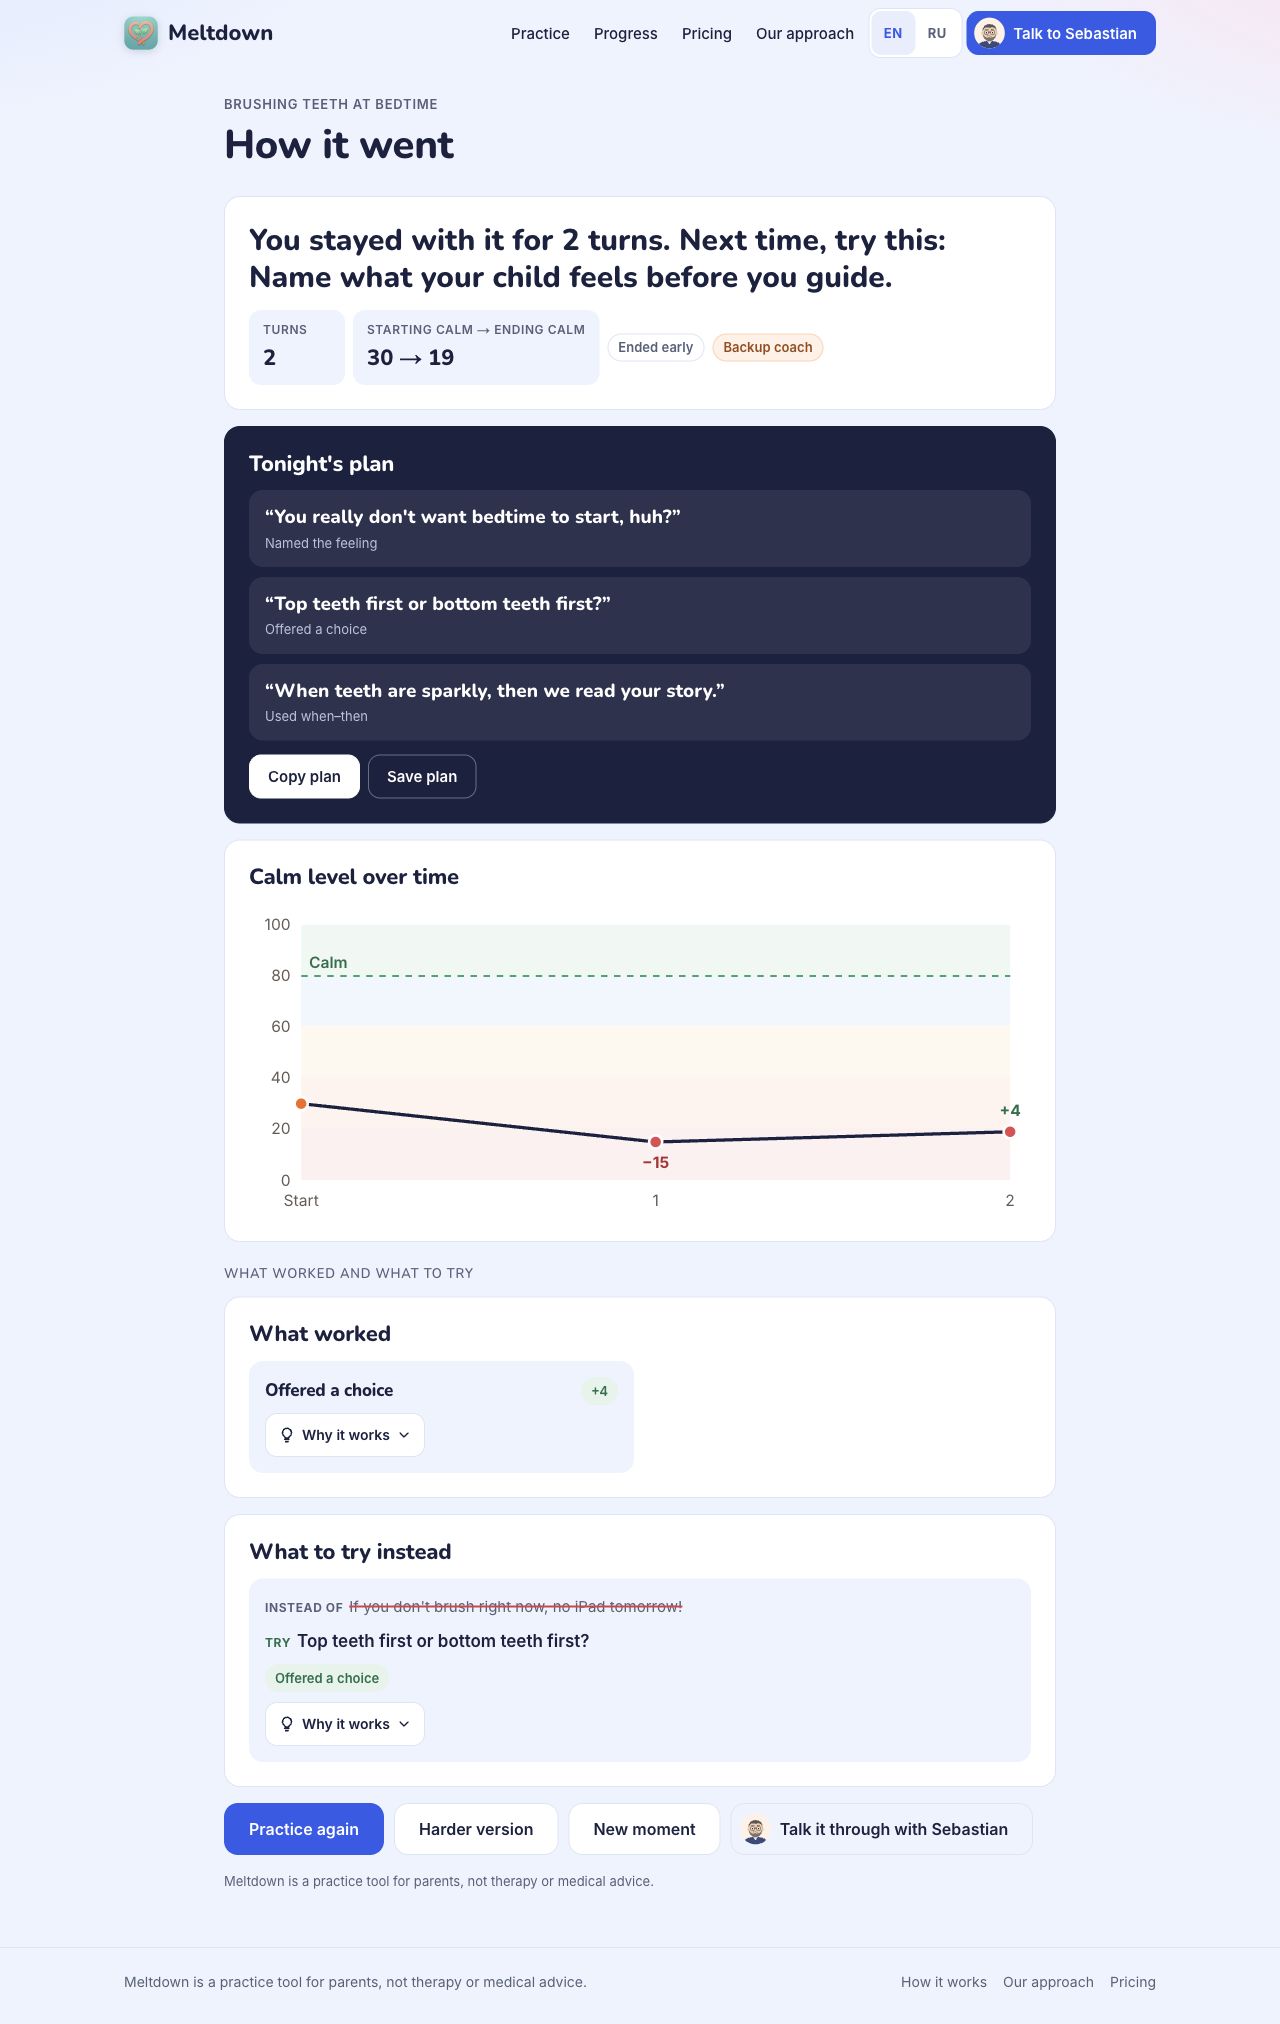 Meltdown
Practice
Progress
Pricing
Our approach
EN
RU
Talk to Sebastian
BRUSHING TEETH AT BEDTIME
How it went
You stayed with it for 2 turns. Next time, try this:
Name what your child feels before you guide.
TURNS
2
STARTING CALM → ENDING CALM
30 → 19
Ended early
Backup coach
Tonight's plan
“You really don't want bedtime to start, huh?”
Named the feeling
“Top teeth first or bottom teeth first?”
Offered a choice
“When teeth are sparkly, then we read your story.”
Used when–then
Copy plan
Save plan
Calm level over time
100
80
60
40
20
0
Calm
−15
+4
Start
1
2
WHAT WORKED AND WHAT TO TRY
What worked
Offered a choice
+4
Why it works
What to try instead
INSTEAD OF If you don't brush right now, no iPad tomorrow!
TRY Top teeth first or bottom teeth first?
Offered a choice
Why it works
Practice again
Harder version
New moment
Talk it through with Sebastian
Meltdown is a practice tool for parents, not therapy or medical advice.
Meltdown is a practice tool for parents, not therapy or medical advice.
How it works
Our approach
Pricing